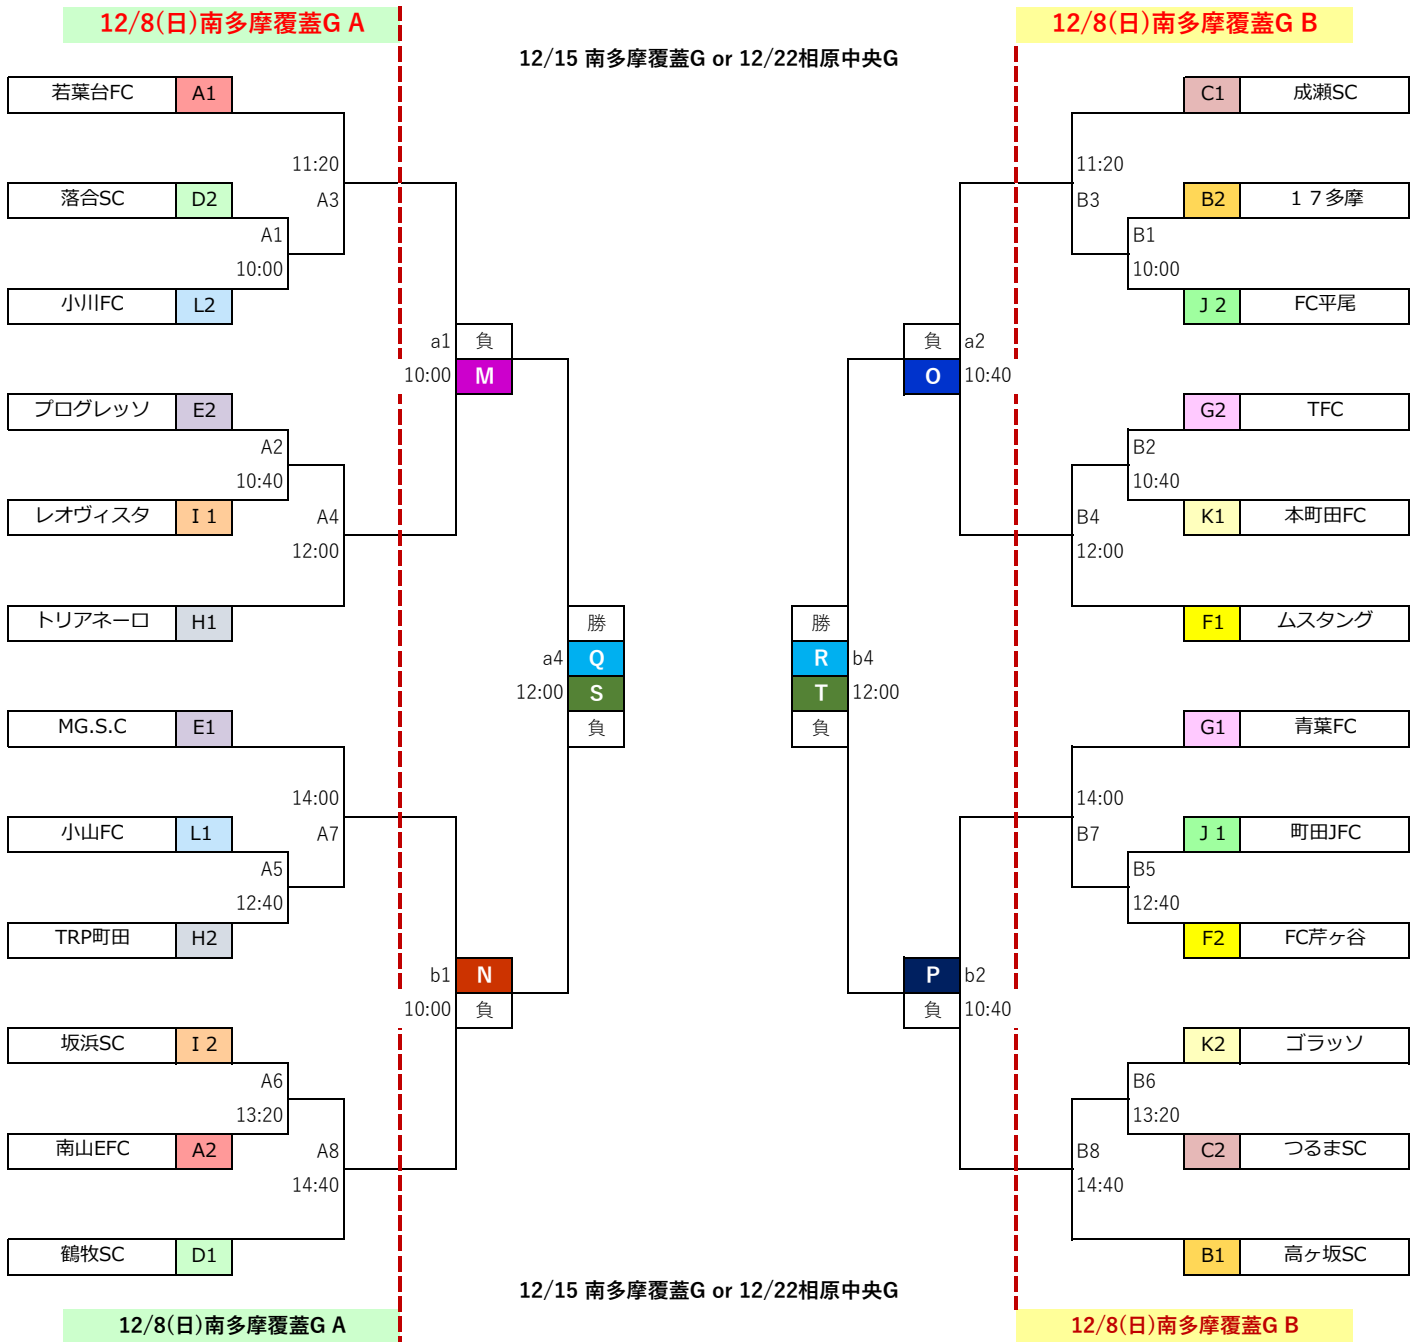 12/8(日)南多摩覆蓋G A
12/8(日)南多摩覆蓋G B
12/15 南多摩覆蓋G or 12/22相原中央G
若葉台FC A1
C1 成瀬SC
11:20
A3
11:20
B3
落合SC D2
B2 17多摩
A1
10:00
B1
10:00
小川FC L2
J 2 FC平尾
a1
10:00
負
M
負
O
a2
10:40
プログレッソ E2
G2 TFC
A2
10:40
B2
10:40
レオヴィスタ I 1
K1 本町田FC
A4
12:00
B4
12:00
トリアネーロ H1
F1 ムスタング
a4
12:00
勝
Q
S
負
勝
R
T
負
b4
12:00
MG.S.C E1
G1 青葉FC
14:00
A7
14:00
B7
小山FC L1
J 1 町田JFC
A5
12:40
B5
12:40
TRP町田 H2
F2 FC芹ヶ谷
b1
10:00
N
負
P
負
b2
10:40
坂浜SC I 2
K2 ゴラッソ
A6
13:20
B6
13:20
南山EFC A2
C2 つるまSC
A8
14:40
B8
14:40
鶴牧SC D1
B1 高ヶ坂SC
12/15 南多摩覆蓋G or 12/22相原中央G
12/8(日)南多摩覆蓋G A
12/8(日)南多摩覆蓋G B